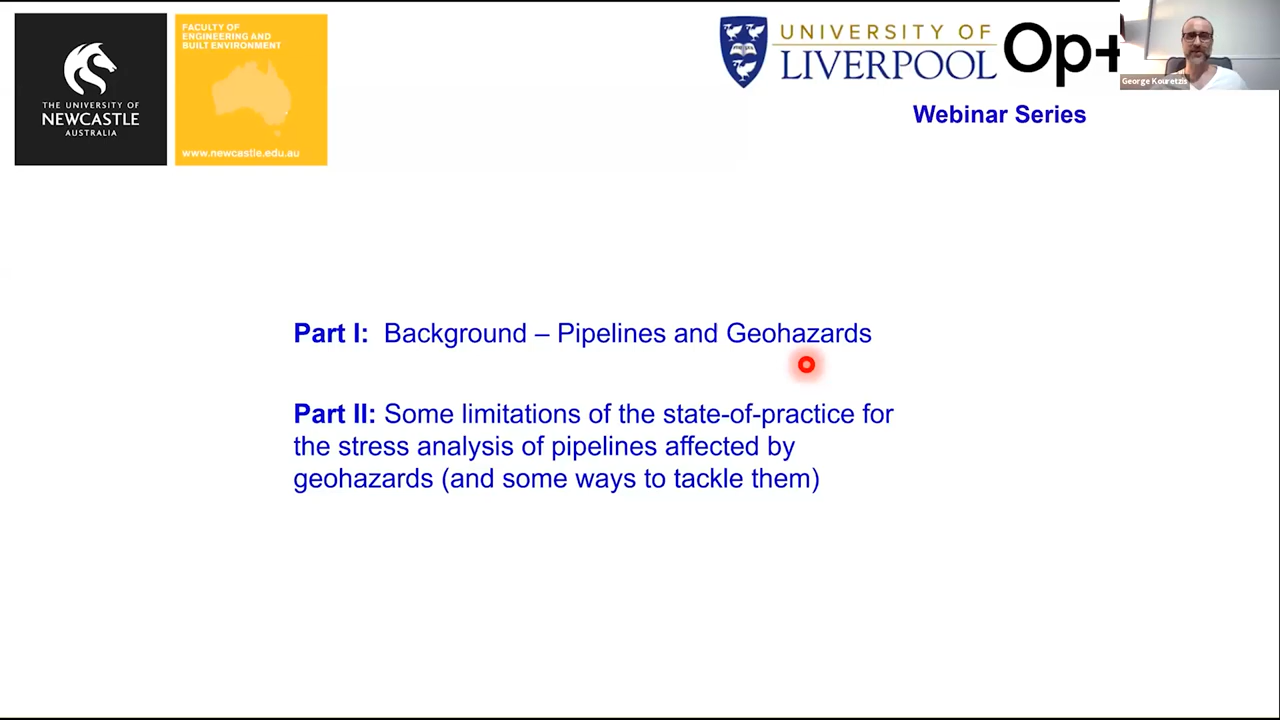 FACULTY OF
ENGINEERING AND
BUILT ENVIRONMENT
THE UNIVERSITY OF
NEWCASTLE
AUSTRALIA
www.newcastle.edu.au
UNIVERSITY OF
LIVERPOOL
Op+
George Kouretzis
Webinar Series
Part I: Background – Pipelines and Geohazards
Part II: Some limitations of the state-of-practice for
the stress analysis of pipelines affected by
geohazards (and some ways to tackle them)